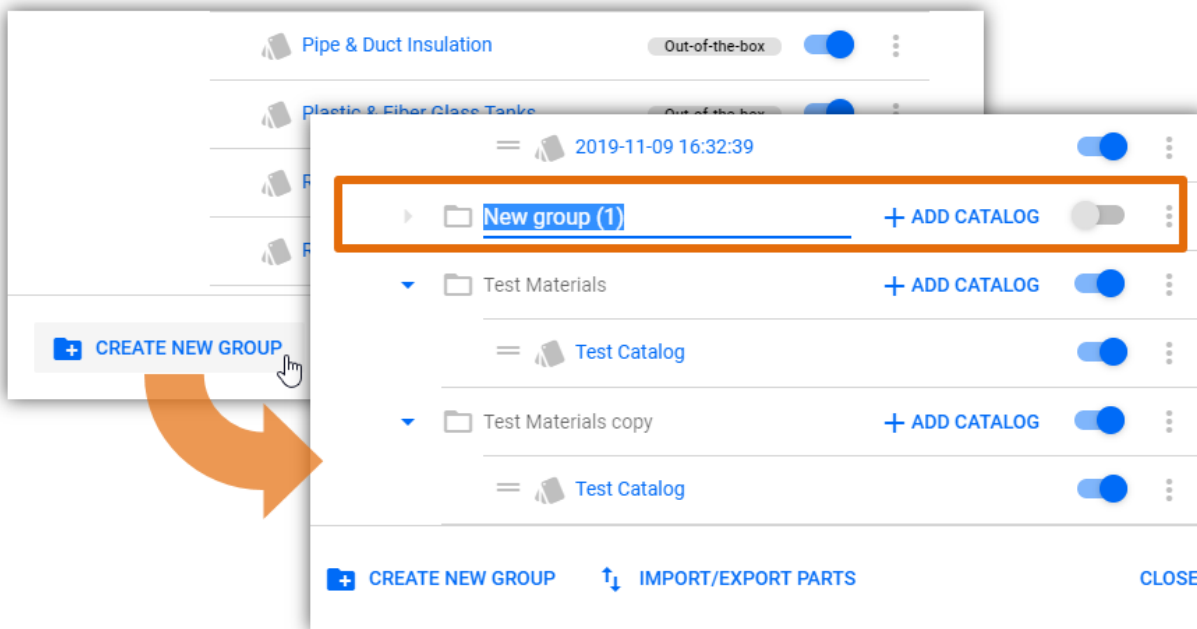 Pipe & Duct Insulation Out-of-the-box
Plastic & Fiber Glass Tanks Out-of-the-box
R
R
CREATE NEW GROUP
2019-11-09 16:32:39
New group (1) + ADD CATALOG
Test Materials + ADD CATALOG
Test Catalog
Test Materials copy + ADD CATALOG
Test Catalog
CREATE NEW GROUP IMPORT/EXPORT PARTS CLOSE